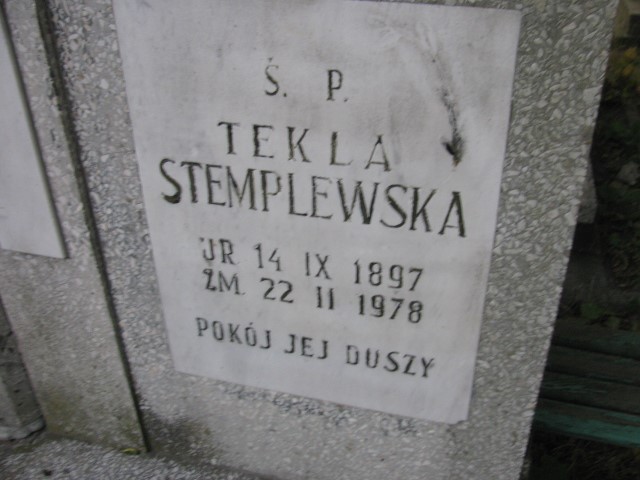 Ś. P.
TEKLA
STEMPLEWSKA
UR. 14 IX 1897
ZM. 22 II 1978
POKÓJ JEJ DUSZY